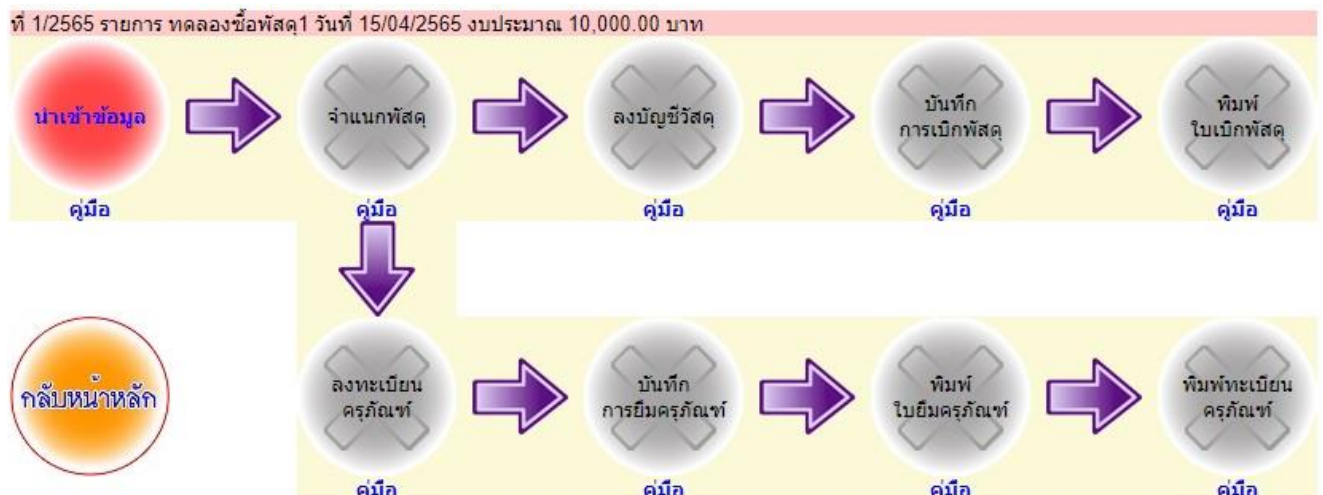 ที่ 1/2565 รายการ ทดลองซื้อพัสดุ1 วันที่ 15/04/2565 งบประมาณ 10,000.00 บาท
นำเข้าข้อมูล
จำแนกพัสดุ
ลงบัญชีวัสดุ
บันทึก
การเบิกพัสดุ
พิมพ์
ใบเบิกพัสดุ
คู่มือ
คู่มือ
คู่มือ
คู่มือ
คู่มือ
กลับหน้าหลัก
ลงทะเบียน
ครุภัณฑ์
บันทึก
การยืมครุภัณฑ์
พิมพ์
ใบยืมครุภัณฑ์
พิมพ์ทะเบียน
ครุภัณฑ์
คู่มือ
คู่มือ
คู่มือ
คู่มือ